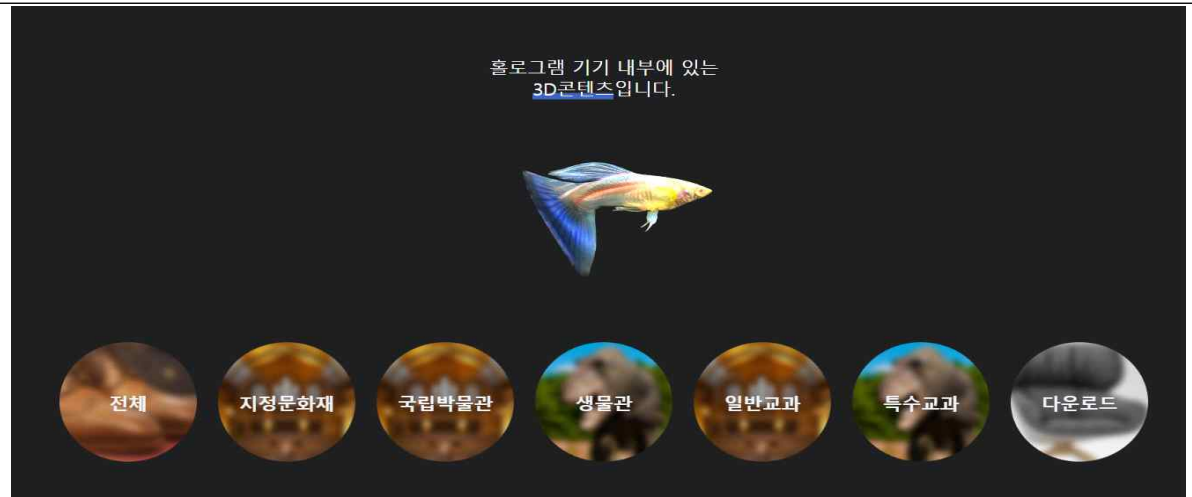 홀로그램 기기 내부에 있는
3D콘텐츠입니다.
전체
지정문화재
국립박물관
생물관
일반교과
특수교과
다운로드